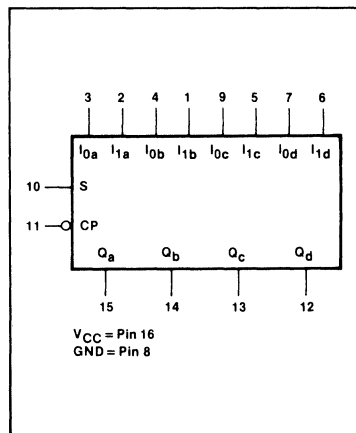 3 2 4 1 9 5 7 6
I0a I1a I0b I1b I0c I1c I0d I1d
10 S
11 CP
Qa Qb Qc Qd
15 14 13 12
VCC = Pin 16
GND = Pin 8